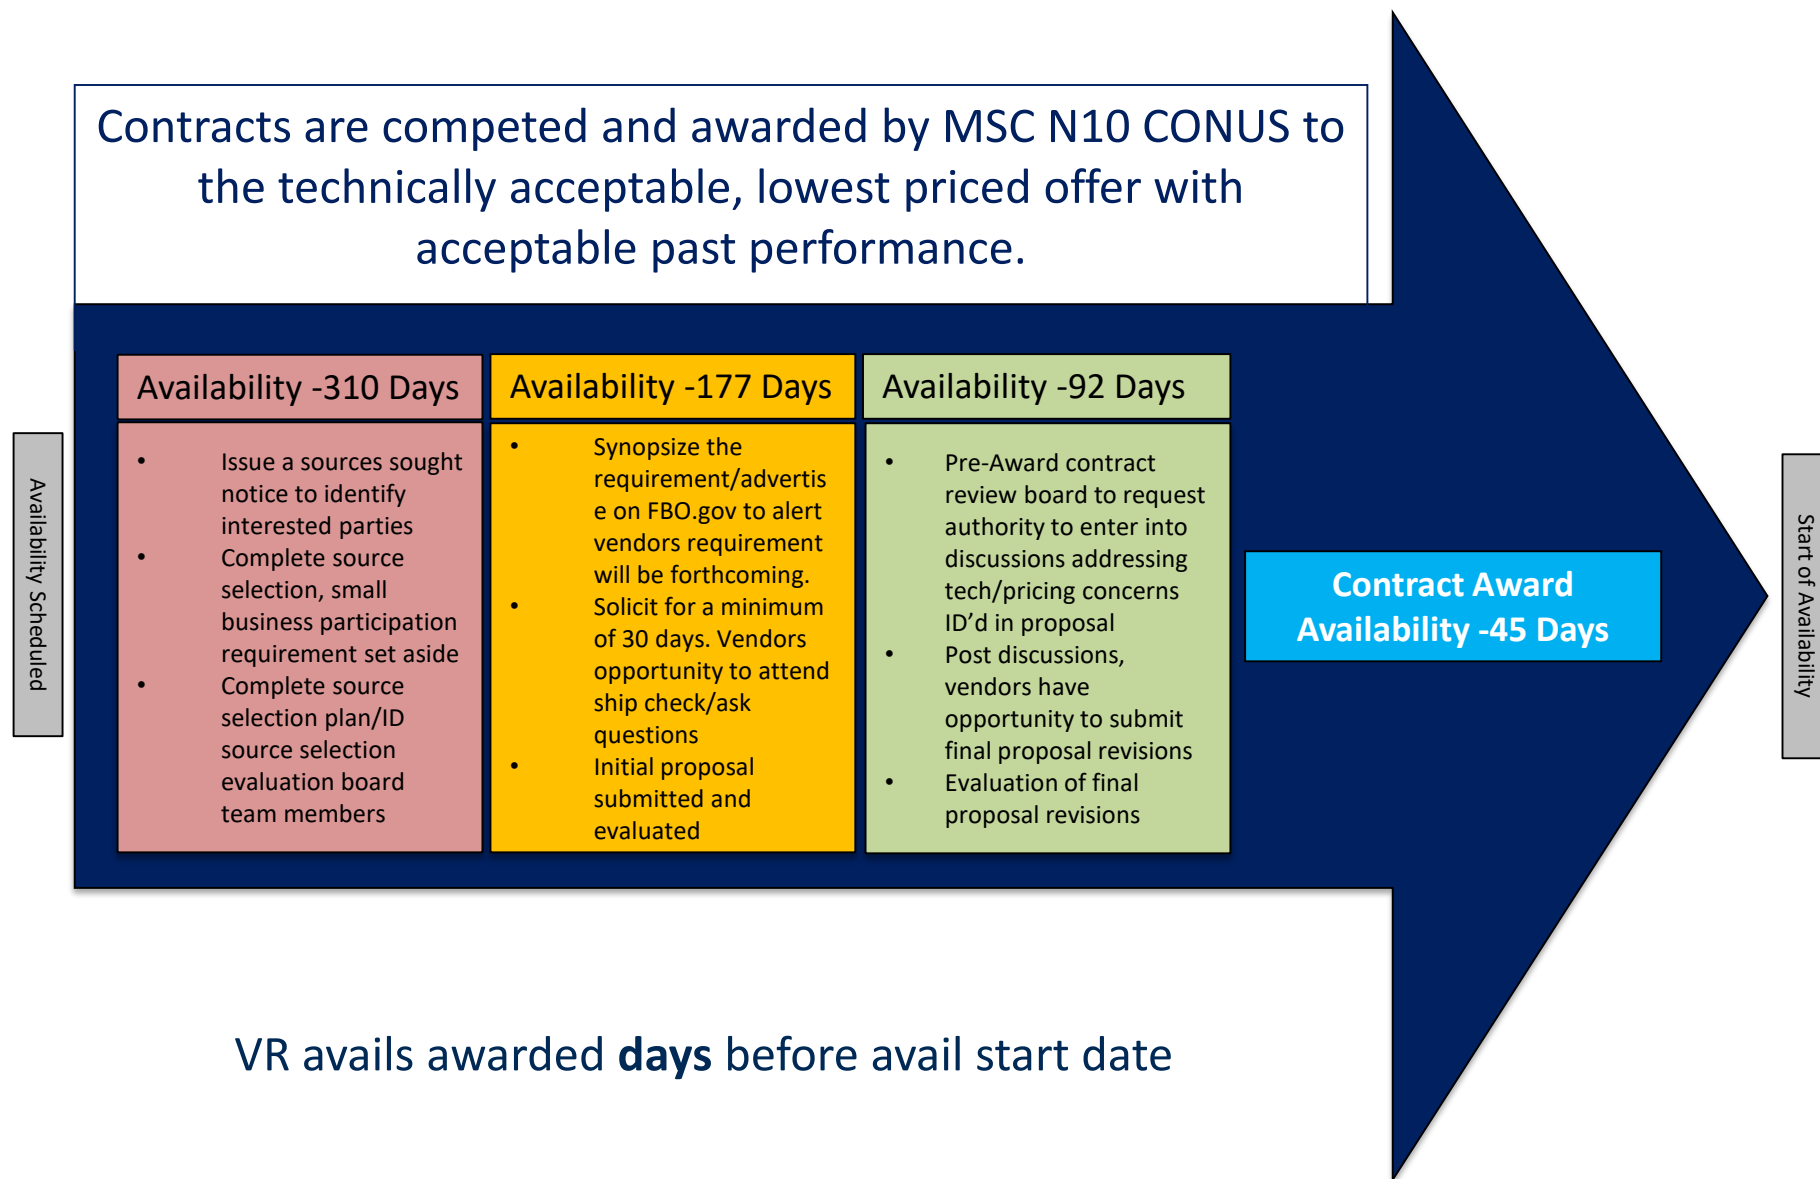 Contracts are competed and awarded by MSC N10 CONUS to
the technically acceptable, lowest priced offer with
acceptable past performance.
Availability Scheduled
Availability -310 Days
• Issue a sources sought
notice to identify
interested parties
• Complete source
selection, small
business participation
requirement set aside
• Complete source
selection plan/ID
source selection
evaluation board
team members
Availability -177 Days
• Synopsize the
requirement/advertis
e on FBO.gov to alert
vendors requirement
will be forthcoming.
• Solicit for a minimum
of 30 days. Vendors
opportunity to attend
ship check/ask
questions
• Initial proposal
submitted and
evaluated
Availability -92 Days
• Pre-Award contract
review board to request
authority to enter into
discussions addressing
tech/pricing concerns
ID’d in proposal
• Post discussions,
vendors have
opportunity to submit
final proposal revisions
• Evaluation of final
proposal revisions
Contract Award
Availability -45 Days
Start of Availability
VR avails awarded days before avail start date